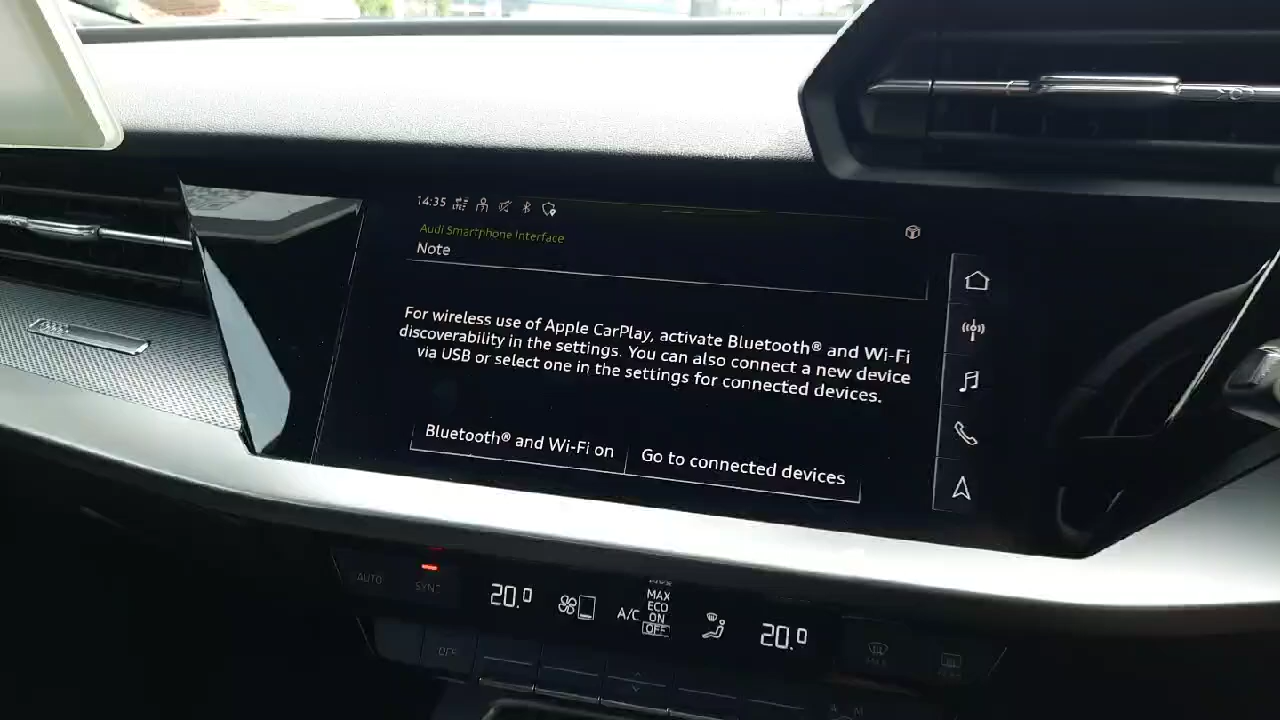 14:35
Audi Smartphone Interface
Note
For wireless use of Apple CarPlay, activate Bluetooth® and Wi-Fi
discoverability in the settings. You can also connect a new device
via USB or select one in the settings for connected devices.
Bluetooth® and Wi-Fi on
Go to connected devices
AUTO
SYNC
20.0
A/C
MAX
ECO
ON
OFF
20.0
OFF